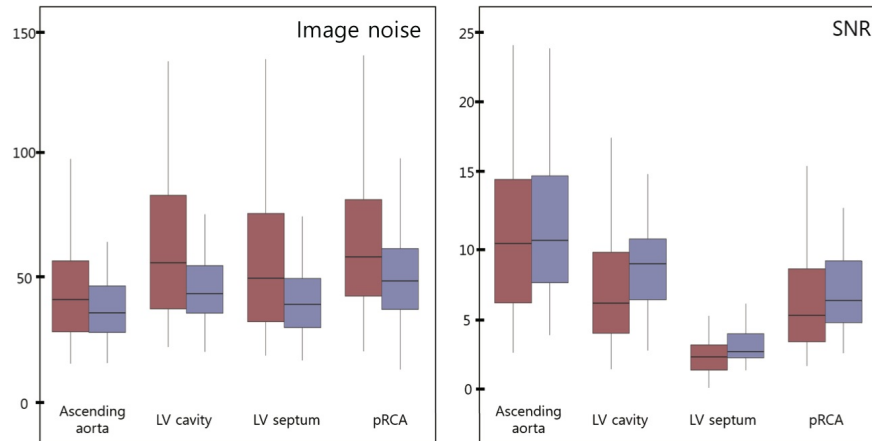 Image noise
150
100
50
0
Ascending
aorta
LV cavity
LV septum
pRCA
SNR
25
20
15
10
5
0
Ascending
aorta
LV cavity
LV septum
pRCA